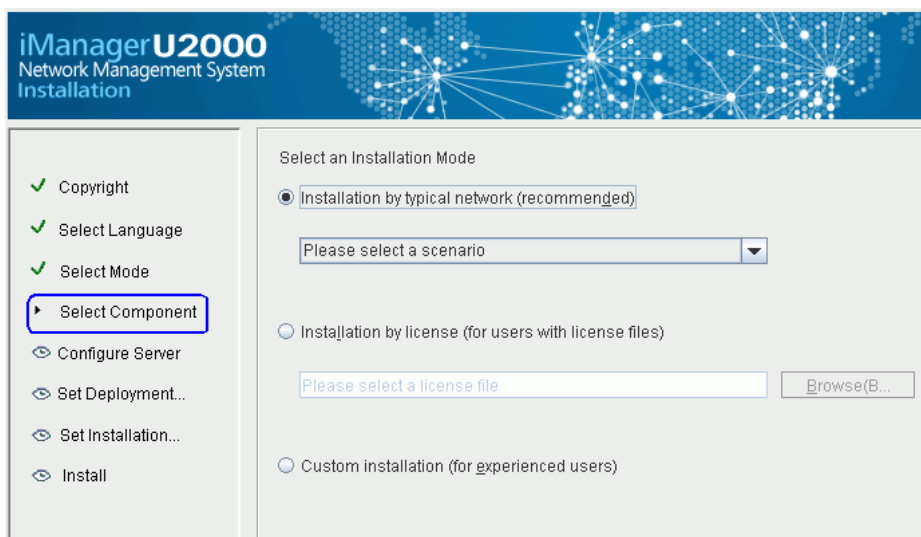 iManager U2000
Network Management System
Installation
Copyright
Select Language
Select Mode
Select Component
Configure Server
Set Deployment...
Set Installation...
Install
Select an Installation Mode
Installation by typical network (recommended)
Please select a scenario
Installation by license (for users with license files)
Please select a license file
Browse(B...
Custom installation (for experienced users)